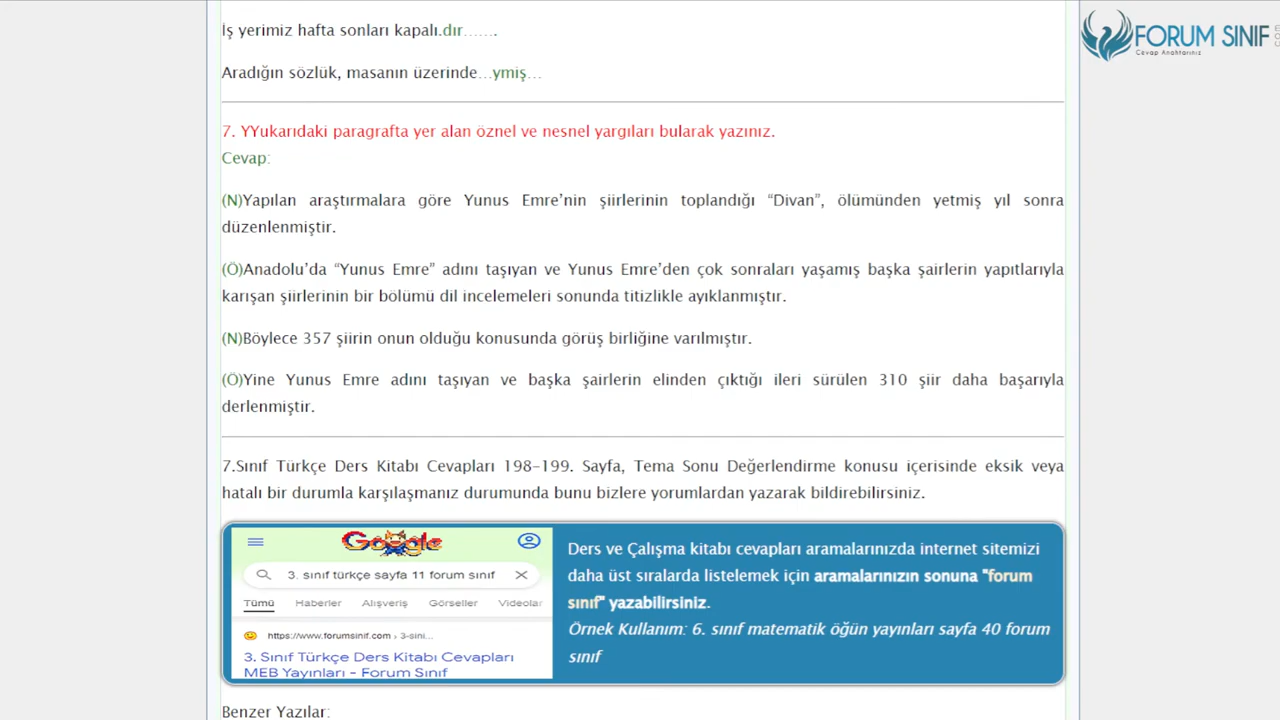 İş yerimiz hafta sonları kapalı.dır…….
FORUM SINIF
Cevap Anahtarınız
Aradığın sözlük, masanın üzerinde…ymiş…
7. YYukarıdaki paragrafta yer alan öznel ve nesnel yargıları bularak yazınız.
Cevap:
(N)Yapılan araştırmalara göre Yunus Emre’nin şiirlerinin toplandığı “Divan”, ölümünden yetmiş yıl sonra
düzenlenmiştir.
(Ö)Anadolu’da “Yunus Emre” adını taşıyan ve Yunus Emre’den çok sonraları yaşamış başka şairlerin yapıtlarıyla
karışan şiirlerinin bir bölümü dil incelemeleri sonunda titizlikle ayıklanmıştır.
(N)Böylece 357 şiirin onun olduğu konusunda görüş birliğine varılmıştır.
(Ö)Yine Yunus Emre adını taşıyan ve başka şairlerin elinden çıktığı ileri sürülen 310 şiir daha başarıyla
derlenmiştir.
7.Sınıf Türkçe Ders Kitabı Cevapları 198-199. Sayfa, Tema Sonu Değerlendirme konusu içerisinde eksik veya
hatalı bir durumla karşılaşmanız durumunda bunu bizlere yorumlardan yazarak bildirebilirsiniz.
Google
3. sınıf türkçe sayfa 11 forum sınıf
Tümü Haberler Alışveriş Görseller Videolar
https://www.forumsinif.com › 3-sini...
3. Sınıf Türkçe Ders Kitabı Cevapları
MEB Yayınları - Forum Sınıf
Ders ve Çalışma kitabı cevapları aramalarınızda internet sitemizi
daha üst sıralarda listelemek için aramalarınızın sonuna "forum
sınıf" yazabilirsiniz.
Örnek Kullanım: 6. sınıf matematik öğün yayınları sayfa 40 forum
sınıf
Benzer Yazılar: